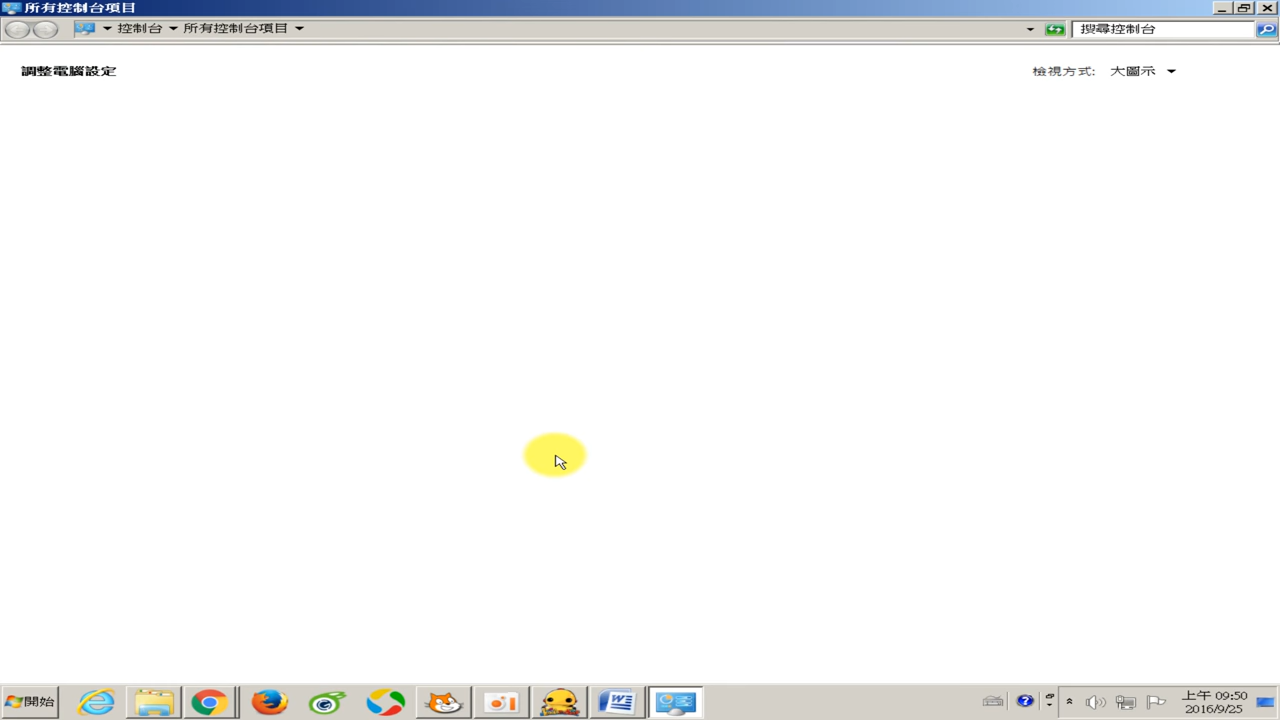 所有控制台項目
控制台 所有控制台項目 搜尋控制台
調整電腦設定 檢視方式: 大圖示
開始 上午 09:50
2016/9/25